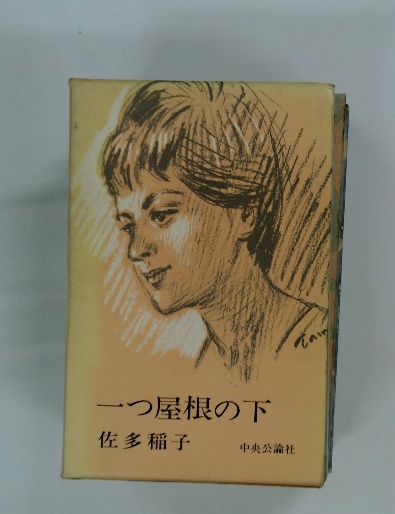 一つ屋根の下
佐多稲子
中央公論社